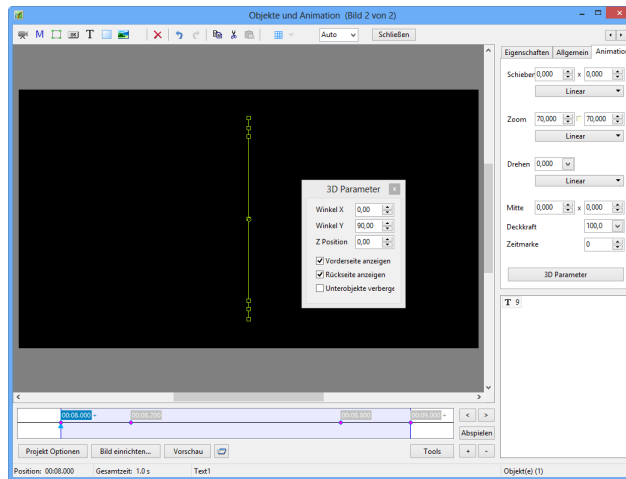 Objekte und Animation (Bild 2 von 2)
M OK T Auto Schließen
Eigenschaften Allgemein Animation
Schieber 0,000 x 0,000
Linear
Zoom 70,000 70,000
Linear
Drehen 0,000
Linear
Mitte 0,000 x 0,000
Deckkraft 100,0
Zeitmarke 0
3D Parameter
T 9
3D Parameter x
Winkel X 0,00
Winkel Y 90,00
Z Position 0,00
Vorderseite anzeigen
Rückseite anzeigen
Unterobjekte verberge
00:08.000 00:08.200 00:08.800 00:09.000
< >
Abspielen
Projekt Optionen Bild einrichten... Vorschau Tools + -
Position: 00:08.000 Gesamtzeit: 1.0 s Text1 Objekt(e) (1)